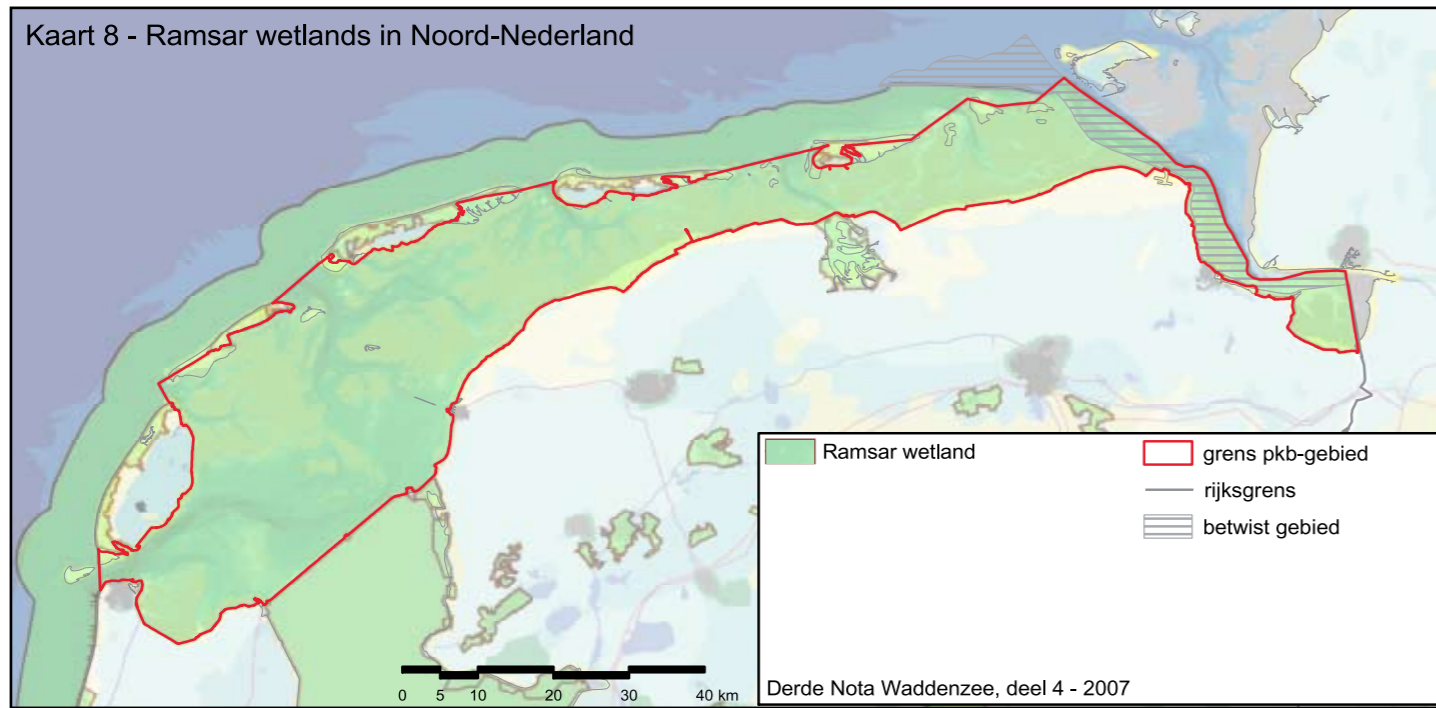 Kaart 8 - Ramsar wetlands in Noord-Nederland
Ramsar wetland
grens pkb-gebied
rijksgrens
betwist gebied
0 5 10 20 30 40 km
Derde Nota Waddenzee, deel 4 - 2007